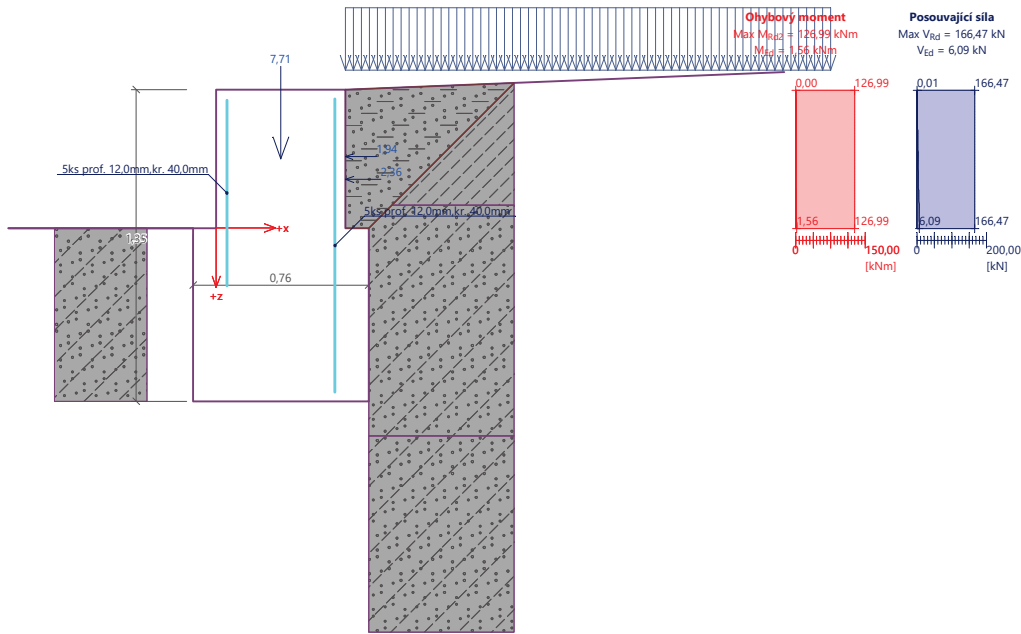 Ohybový moment
Max MRd2 = 126,99 kNm
MEd = 1,56 kNm
Posouvající síla
Max VRd = 166,47 kN
VEd = 6,09 kN
7,71
0,00
126,99
0,01
166,47
1,94
5ks prof. 12,0mm,kr. 40,0mm
2,36
5ks prof. 12,0mm,kr. 40,0mm
1,56
126,99
6,09
166,47
+x
1,35
0
150,00
[kNm]
0
200,00
[kN]
0,76
+z